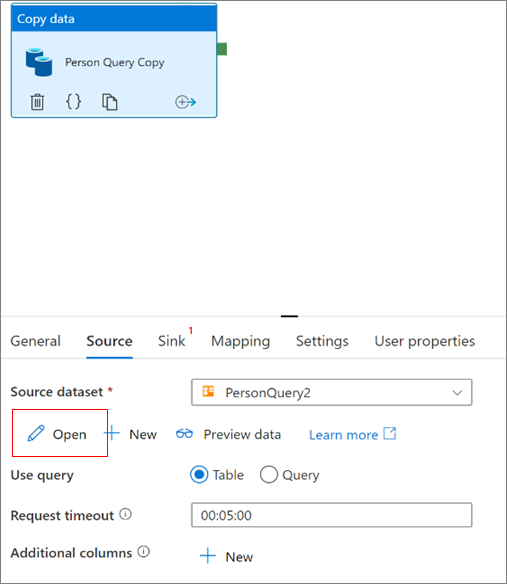 Copy data
Person Query Copy
{}
General Source Sink 1 Mapping Settings User properties
Source dataset * PersonQuery2
Open New Preview data Learn more
Use query Table Query
Request timeout 00:05:00
Additional columns New